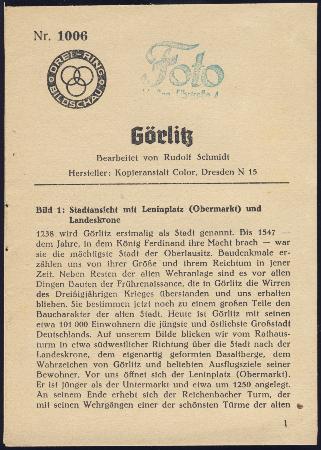 Nr. 1006
DREI-RING
BILDSCHAU
Foto
Görlitz
Bearbeitet von Rudolf Schmidt
Hersteller: Kopieranstalt Color, Dresden N 15
Bild 1: Stadtansicht mit Leninplatz (Obermarkt) und
Landeskrone
1238 wird Görlitz erstmalig als Stadt genannt. Bis 1547 —
dem Jahre, in dem König Ferdinand ihre Macht brach — war
sie die mächtigste Stadt der Oberlausitz. Baudenkmale er-
zählen uns von ihrer Größe und ihrem Reichtum in jener
Zeit. Neben Resten der alten Wehranlage sind es vor allen
Dingen Bauten der Frührenaissance, die in Görlitz die Wirren
des Dreißigjährigen Krieges überstanden und uns erhalten
blieben. Sie bestimmen jetzt noch zu einem großen Teile den
Baucharakter der alten Stadt. Heute ist Görlitz mit seinen
etwa 101 000 Einwohnern die jüngste und östlichste Großstadt
Deutschlands. Auf unserem Bilde blicken wir vom Rathaus-
turm in etwa südwestlicher Richtung über die Stadt nach der
Landeskrone, dem eigenartig geformten Basaltberge, dem
Wahrzeichen von Görlitz und beliebten Ausflugsziele seiner
Bewohner. Vor uns öffnet sich der Leninplatz (Obermarkt).
Er ist jünger als der Untermarkt und etwa um 1250 angelegt.
An seinem Ende erhebt sich der Reichenbacher Turm, der
mit seinen Wehrgängen einer der schönsten Türme der alten
1